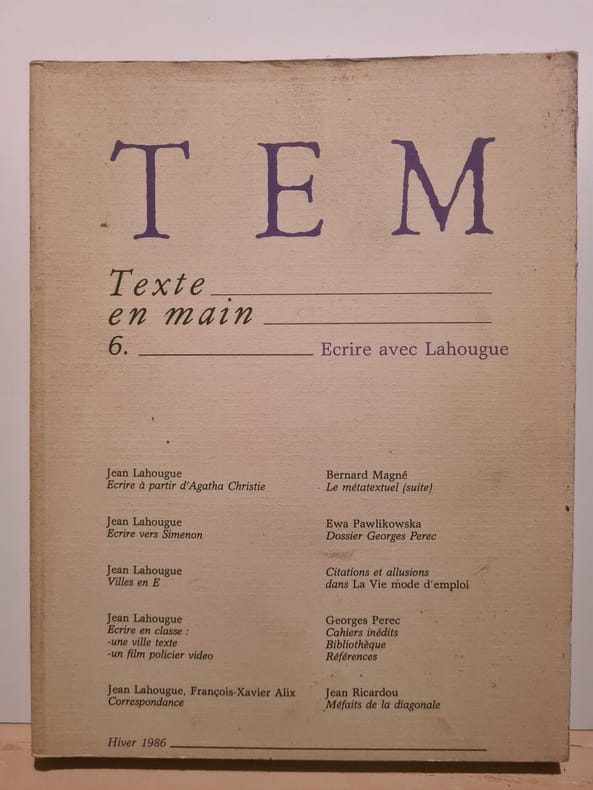 TEM
Texte
en main
6. Ecrire avec Lahougue
Jean Lahougue
Ecrire à partir d'Agatha Christie
Jean Lahougue
Ecrire vers Simenon
Jean Lahougue
Villes en E
Jean Lahougue
Ecrire en classe :
-une ville texte
-un film policier video
Jean Lahougue, François-Xavier Alix
Correspondance
Bernard Magné
Le métatextuel (suite)
Ewa Pawlikowska
Dossier Georges Perec
Citations et allusions
dans La Vie mode d'emploi
Georges Perec
Cahiers inédits
Bibliothèque
Références
Jean Ricardou
Méfaits de la diagonale
Hiver 1986